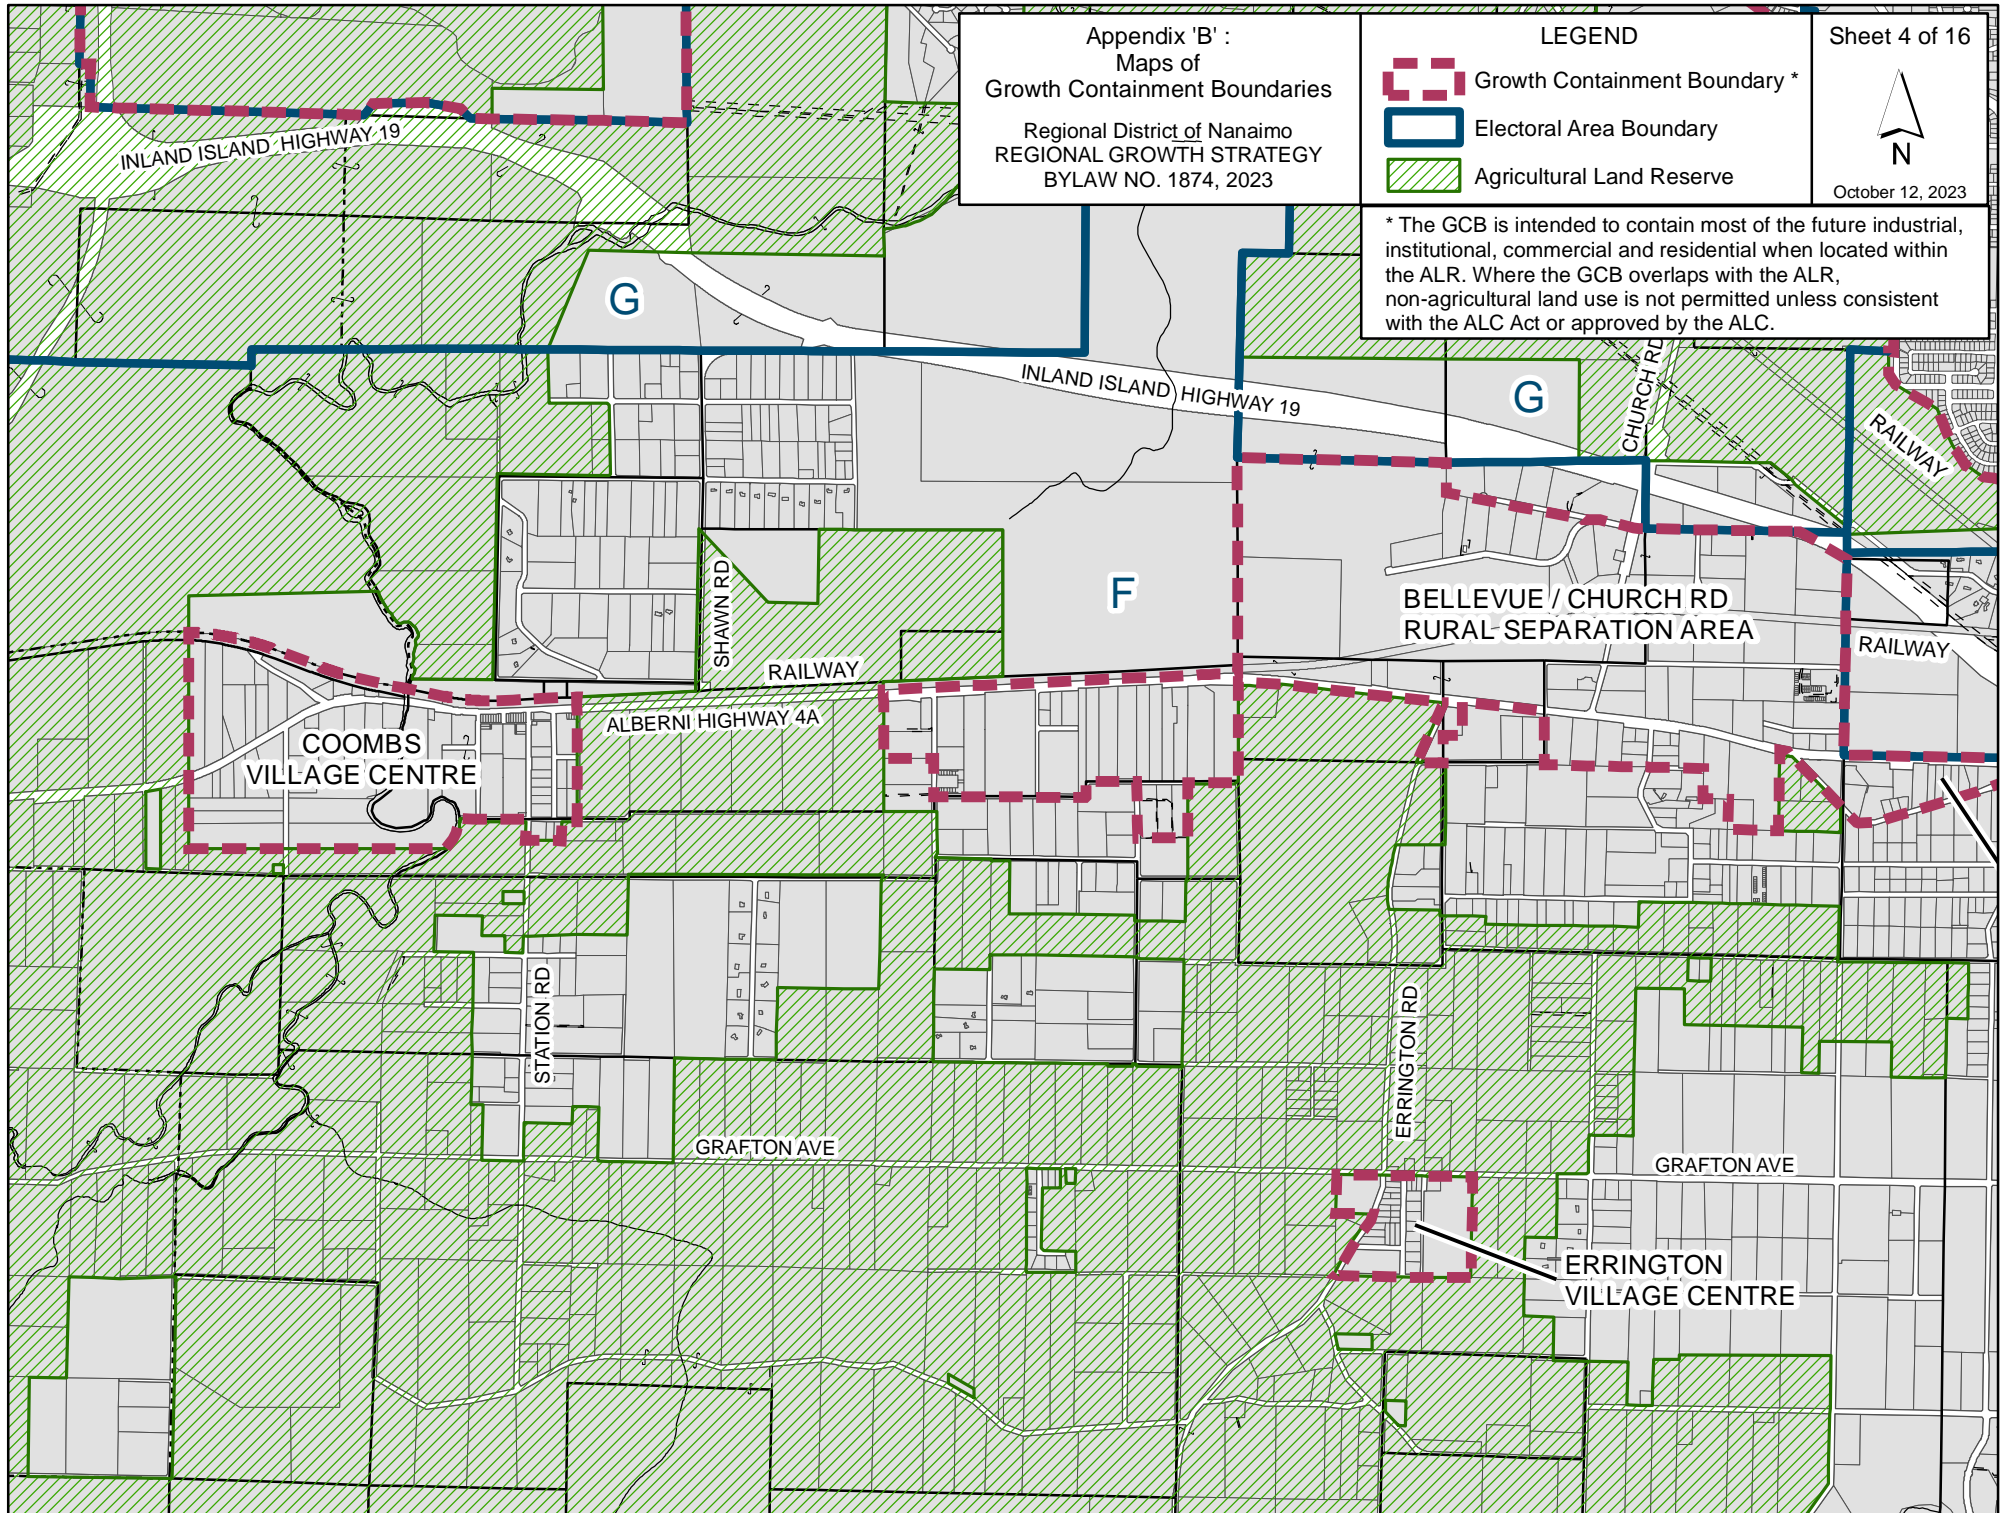 Appendix 'B' :
Maps of
Growth Containment Boundaries
Regional District of Nanaimo
REGIONAL GROWTH STRATEGY
BYLAW NO. 1874, 2023
LEGEND
Growth Containment Boundary *
Electoral Area Boundary
Agricultural Land Reserve
Sheet 4 of 16
N
October 12, 2023
* The GCB is intended to contain most of the future industrial,
institutional, commercial and residential when located within
the ALR. Where the GCB overlaps with the ALR,
non-agricultural land use is not permitted unless consistent
with the ALC Act or approved by the ALC.
INLAND ISLAND HIGHWAY 19
G
INLAND ISLAND HIGHWAY 19
G
CHURCH RD
RAILWAY
SHAWN RD
F
BELLEVUE / CHURCH RD
RURAL SEPARATION AREA
RAILWAY
RAILWAY
ALBERNI HIGHWAY 4A
COOMBS
VILLAGE CENTRE
STATION RD
ERRINGTON RD
GRAFTON AVE
GRAFTON AVE
ERRINGTON
VILLAGE CENTRE